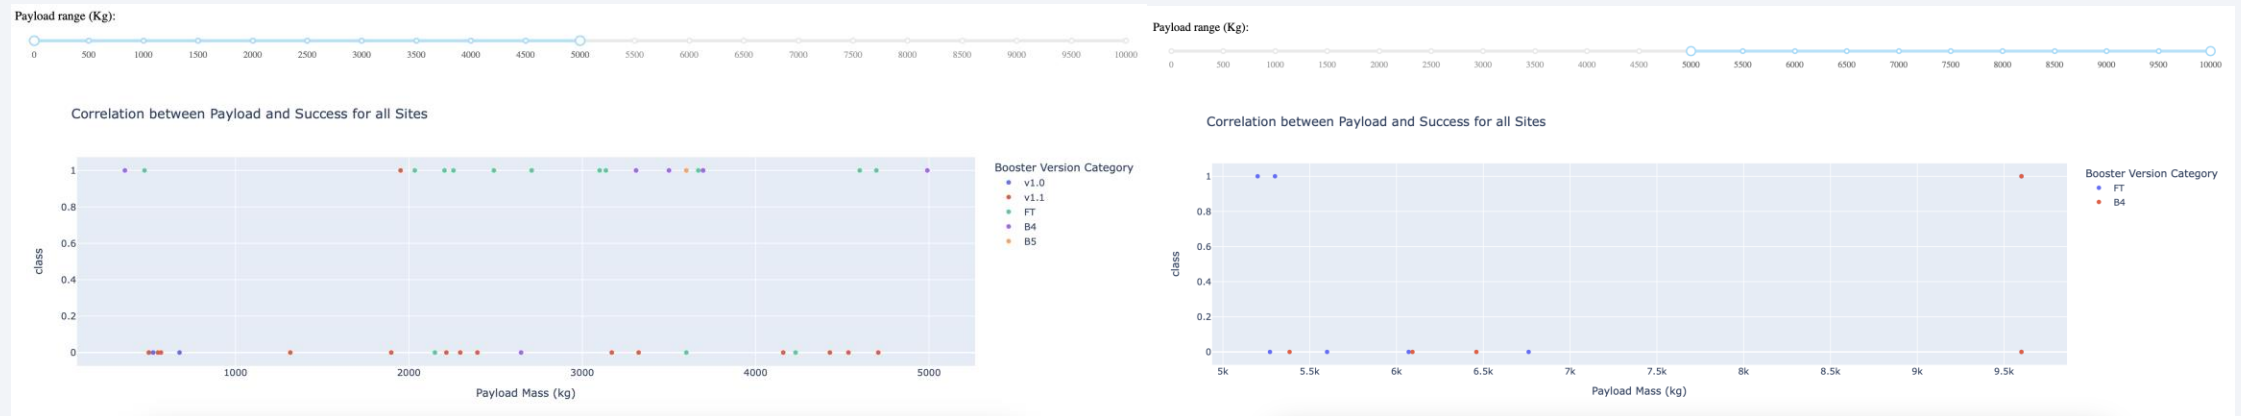 Payload range (Kg):
0 500 1000 1500 2000 2500 3000 3500 4000 4500 5000 5500 6000 6500 7000 7500 8000 8500 9000 9500 10000
Correlation between Payload and Success for all Sites
1
0.8
0.6
0.4
0.2
0
class
1000 2000 3000 4000 5000
Payload Mass (kg)
Booster Version Category
v1.0
v1.1
FT
B4
B5
Payload range (Kg):
0 500 1000 1500 2000 2500 3000 3500 4000 4500 5000 5500 6000 6500 7000 7500 8000 8500 9000 9500 10000
Correlation between Payload and Success for all Sites
1
0.8
0.6
0.4
0.2
0
class
5k 5.5k 6k 6.5k 7k 7.5k 8k 8.5k 9k 9.5k
Payload Mass (kg)
Booster Version Category
FT
B4